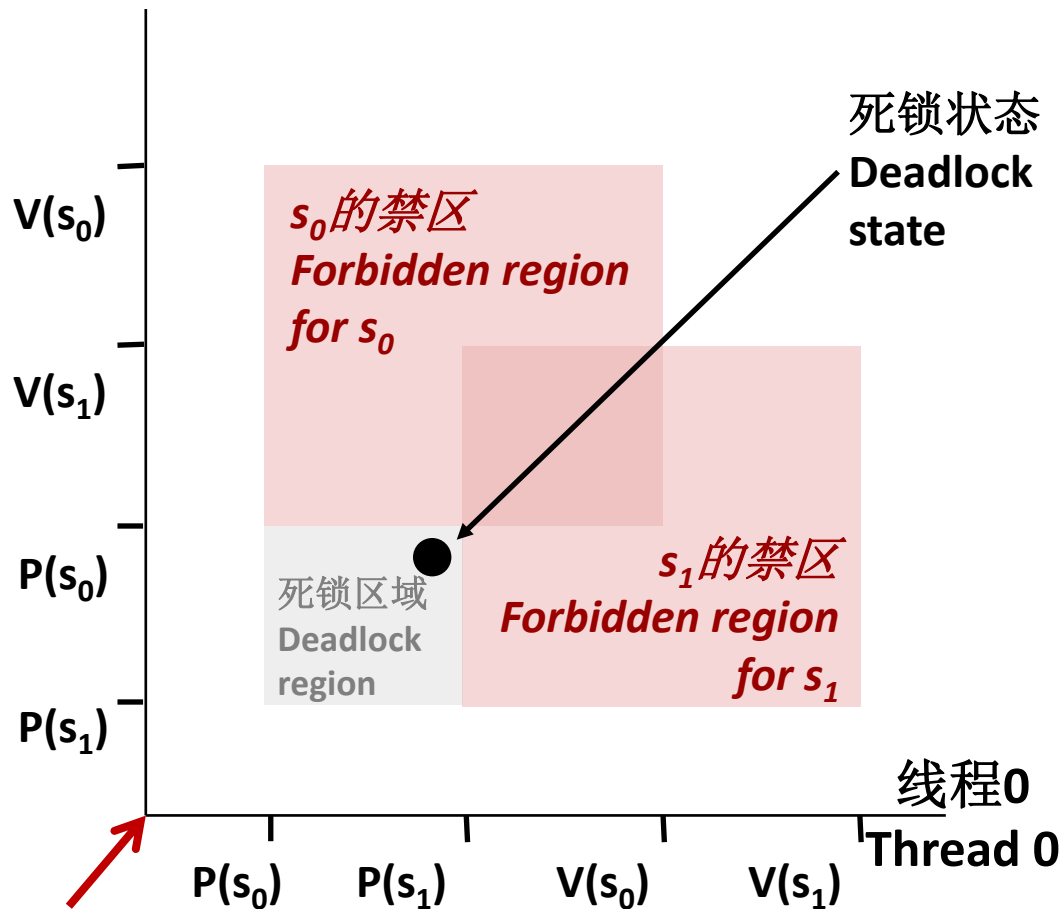 死锁状态
Deadlock
state
V(s₀)
s₀的禁区
Forbidden region
for s₀
V(s₁)
P(s₀)
死锁区域
Deadlock
region
s₁的禁区
Forbidden region
for s₁
P(s₁)
线程0
Thread 0
P(s₀) P(s₁) V(s₀) V(s₁)